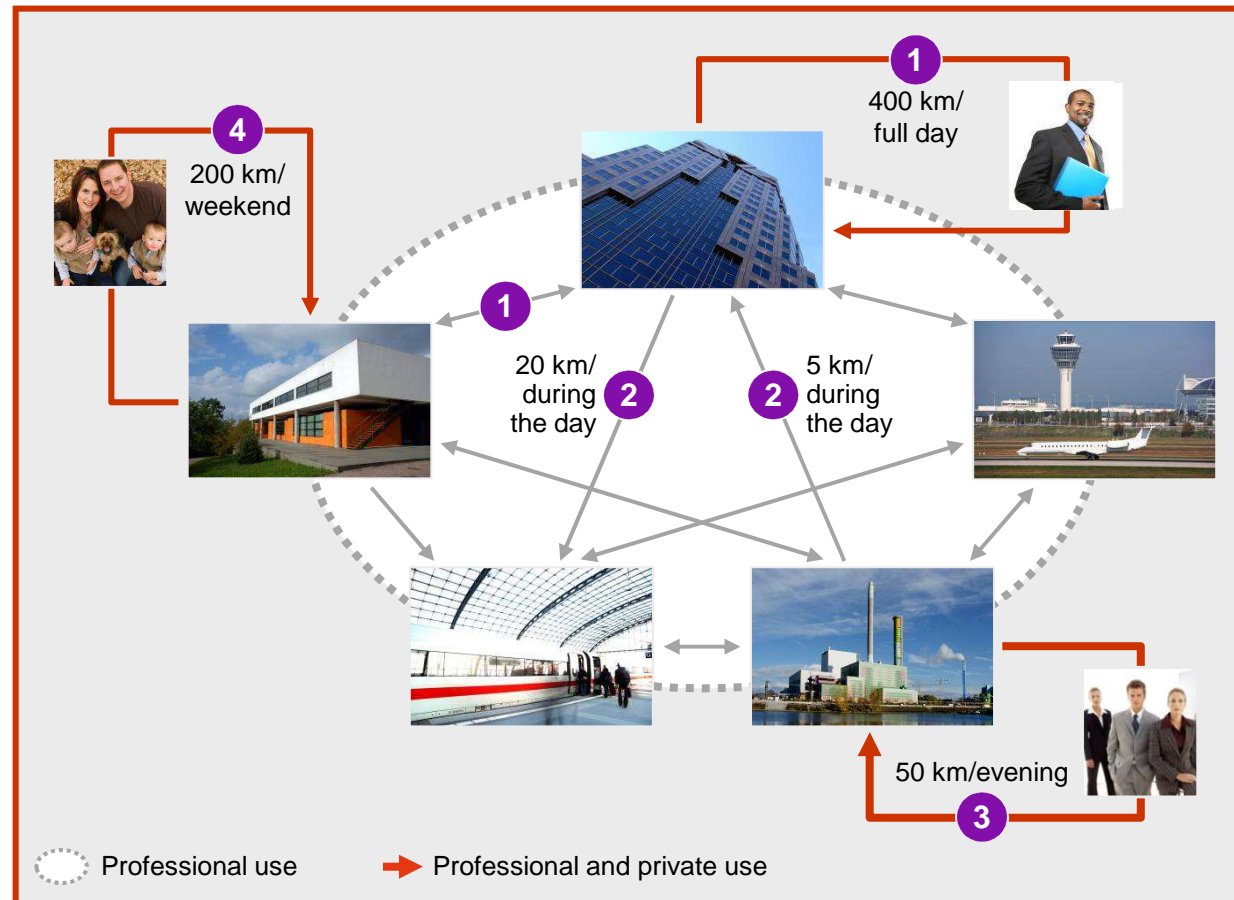 1
400 km/
full day
4
200 km/
weekend
1
20 km/
during
the day
2
2
5 km/
during
the day
50 km/evening
3
Professional use
Professional and private use